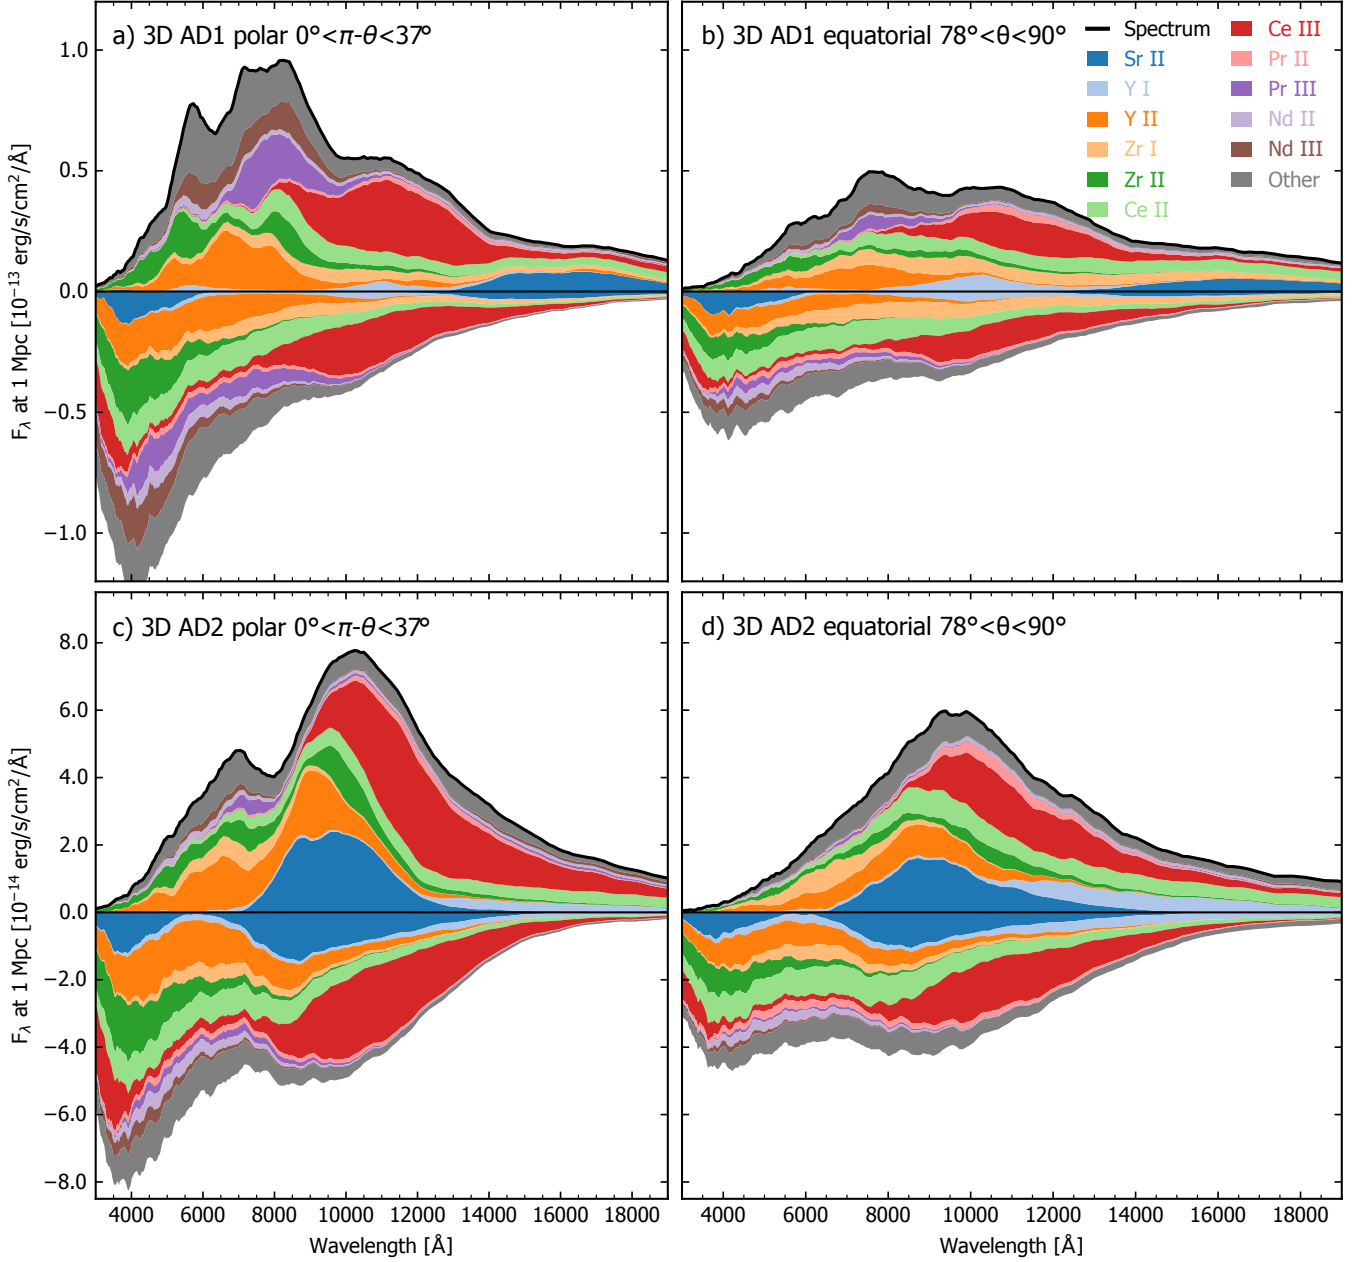 a) 3D AD1 polar 0°<π-θ<37°
b) 3D AD1 equatorial 78°<θ<90°
Spectrum
Sr II
Y I
Y II
Zr I
Zr II
Ce II
Ce III
Pr II
Pr III
Nd II
Nd III
Other
1.0
0.5
0.0
−0.5
−1.0
F_λ at 1 Mpc [10^−13 erg/s/cm^2/Å]
c) 3D AD2 polar 0°<π-θ<37°
d) 3D AD2 equatorial 78°<θ<90°
8.0
6.0
4.0
2.0
0.0
−2.0
−4.0
−6.0
−8.0
F_λ at 1 Mpc [10^−14 erg/s/cm^2/Å]
4000 6000 8000 10000 12000 14000 16000 18000
4000 6000 8000 10000 12000 14000 16000 18000
Wavelength [Å]
Wavelength [Å]